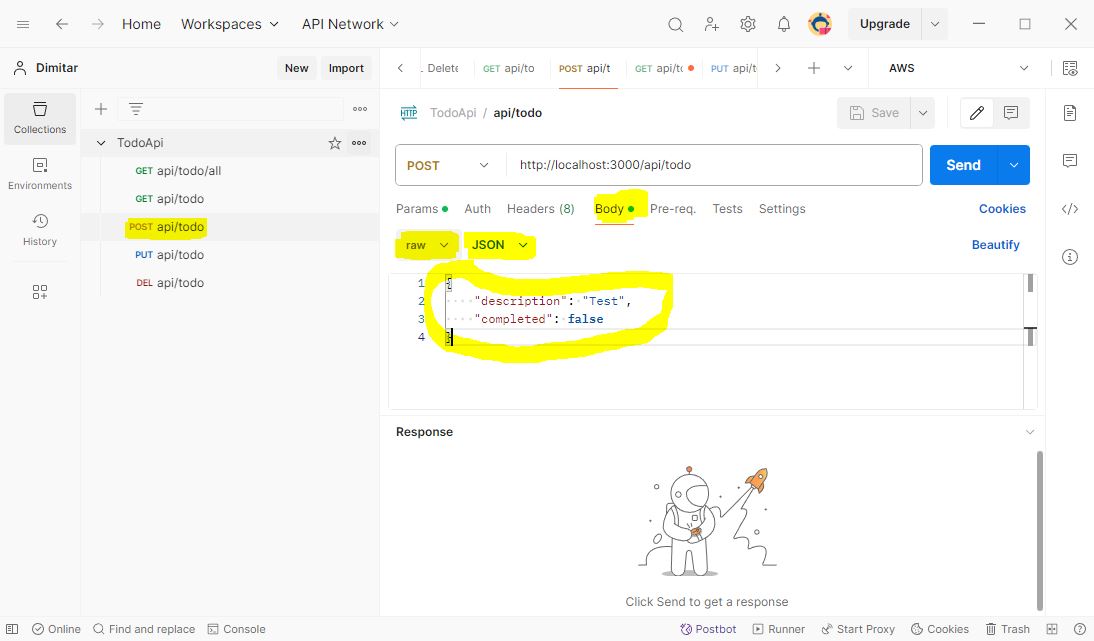 Home Workspaces API Network Upgrade
Dimitar New Import Delete GET api/to POST api/t GET api/to PUT api/t AWS
Collections
Environments
History
TodoApi
GET api/todo/all
GET api/todo
POST api/todo
PUT api/todo
DEL api/todo
HTTP TodoApi / api/todo Save
POST http://localhost:3000/api/todo Send
Params Auth Headers (8) Body Pre-req. Tests Settings Cookies
raw JSON Beautify
1 {
2 "description": "Test",
3 "completed": false
4 }
Response
Click Send to get a response
Online Find and replace Console Postbot Runner Start Proxy Cookies Trash